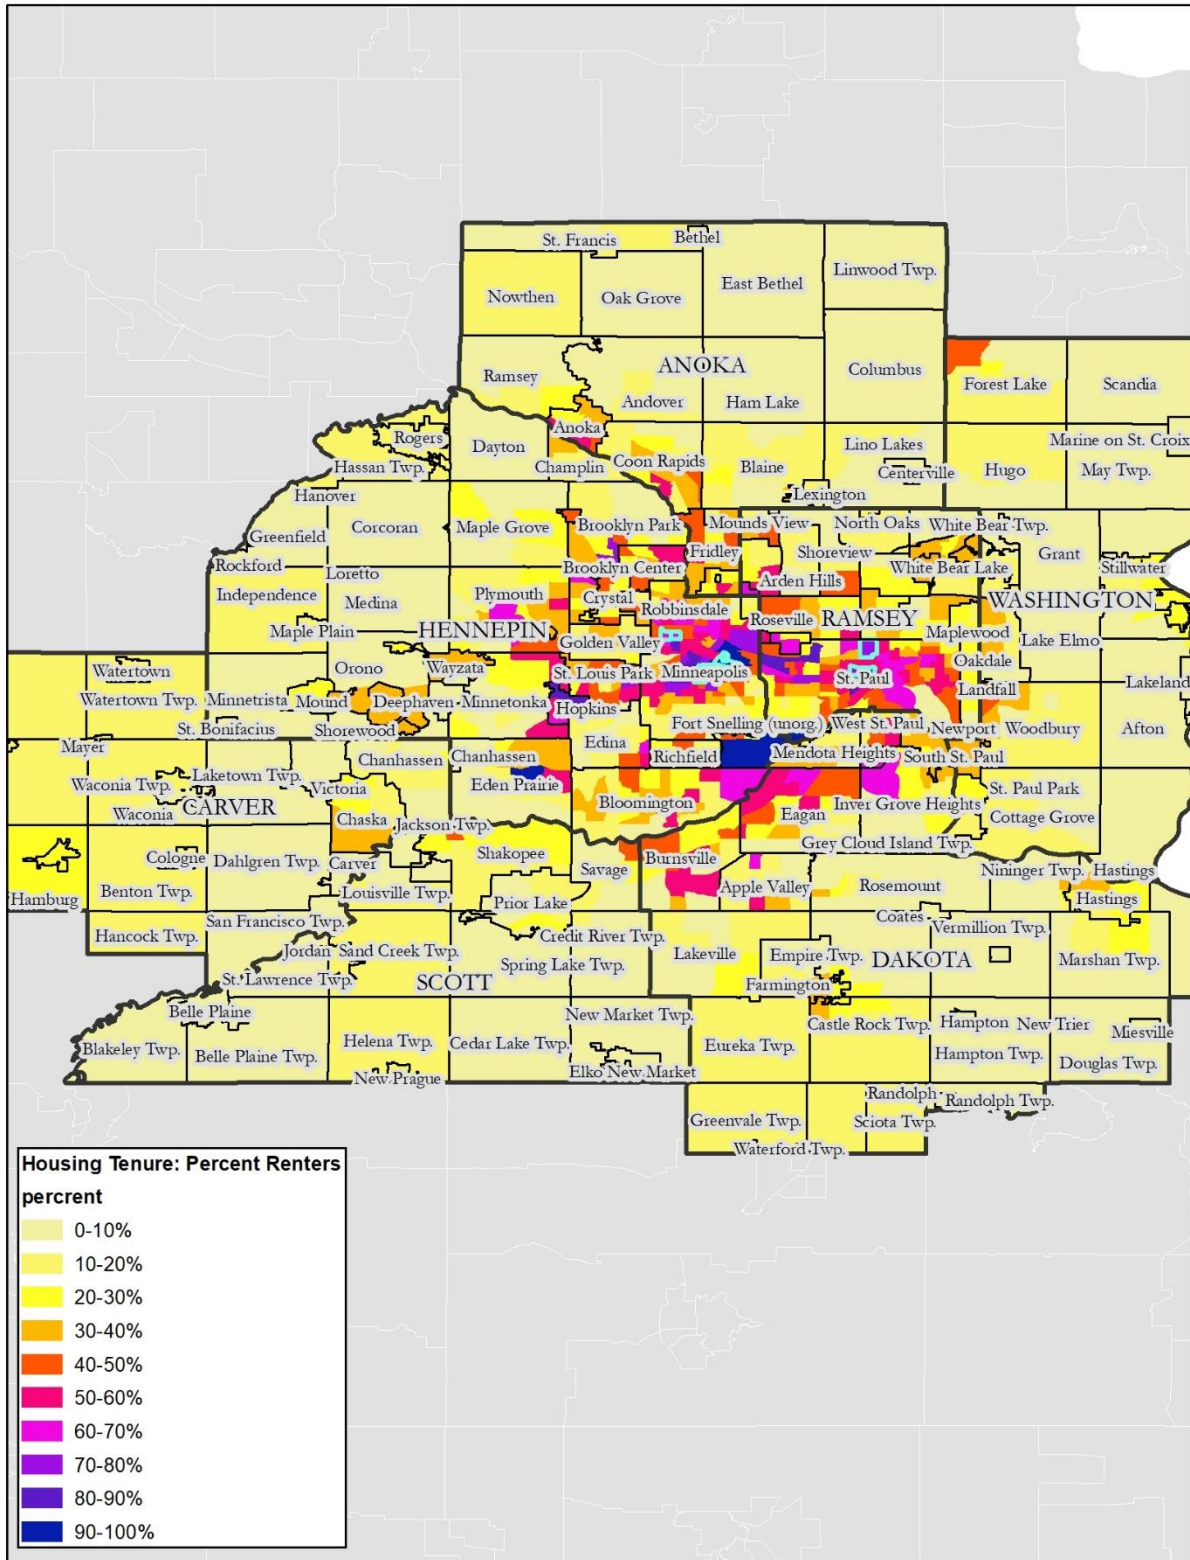 St. Francis
Bethel
Linwood Twp.
East Bethel
Nowthen
Oak Grove
ANOKA
Columbus
Ramsey
Forest Lake
Scandia
Andover
Ham Lake
Anoka
Rogers
Dayton
Lino Lakes
Marine on St. Croix
Hassan Twp.
Champlin
Coon Rapids
Blaine
Centerville
Hugo
May Twp.
Hanover
Lexington
Corcoran
Maple Grove
Brooklyn Park
Mounds View
North Oaks
White Bear Twp.
Greenfield
Fridley
Shoreview
Grant
Rockford
Brooklyn Center
White Bear Lake
Stillwater
Loretto
Arden Hills
Independence
Medina
Plymouth
Crystal
Robbinsdale
WASHINGTON
Maple Plain
HENNEPIN
Roseville
RAMSEY
Maplewood
Golden Valley
Lake Elmo
Orono
Wayzata
Oakdale
Watertown
St. Louis Park
Minneapolis
St. Paul
Lakeland
Watertown Twp.
Minnetrista
Mound
Deephaven
Minnetonka
Landfall
Hopkins
St. Bonifacius
Shorewood
Fort Snelling (unorg.)
West St. Paul
Newport
Woodbury
Afton
Mayer
Edina
Chanhassen
Chanhassen
Richfield
Mendota Heights
South St. Paul
Laketown Twp.
Waconia Twp.
Victoria
Eden Prairie
St. Paul Park
CARVER
Waconia
Bloomington
Inver Grove Heights
Chaska
Eagan
Cottage Grove
Jackson Twp.
Grey Cloud Island Twp.
Cologne
Dahlgren Twp.
Carver
Shakopee
Savage
Burnsville
Nininger Twp.
Hastings
Benton Twp.
Louisville Twp.
Apple Valley
Rosemount
Hamburg
Prior Lake
Hastings
San Francisco Twp.
Coates
Hancock Twp.
Credit River Twp.
Vermillion Twp.
Jordan
Sand Creek Twp.
Lakeville
Empire Twp.
DAKOTA
Marshan Twp.
Spring Lake Twp.
St. Lawrence Twp.
SCOTT
Farmington
Belle Plaine
New Market Twp.
Castle Rock Twp.
Hampton
New Trier
Miesville
Blakeley Twp.
Belle Plaine Twp.
Helena Twp.
Cedar Lake Twp.
Eureka Twp.
Hampton Twp.
Douglas Twp.
New Prague
Elko New Market
Randolph
Randolph Twp.
Greenvale Twp.
Sciota Twp.
Waterford Twp.
Housing Tenure: Percent Renters
percrent
0-10%
10-20%
20-30%
30-40%
40-50%
50-60%
60-70%
70-80%
80-90%
90-100%